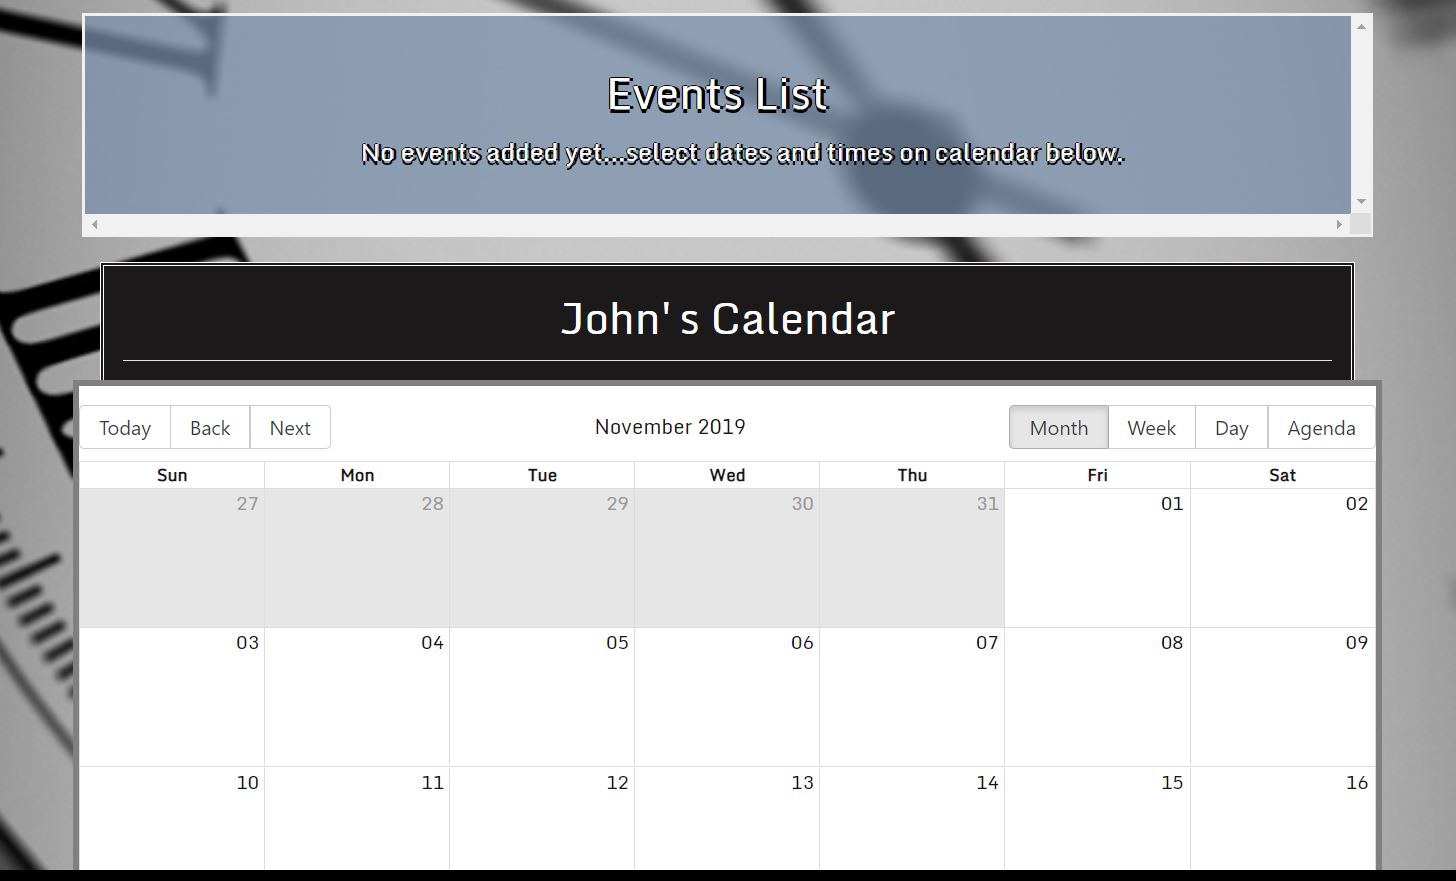 Events List
No events added yet....select dates and times on calendar below.
John's Calendar
Today Back Next November 2019 Month Week Day Agenda
Sun Mon Tue Wed Thu Fri Sat
27 28 29 30 31 01 02
03 04 05 06 07 08 09
10 11 12 13 14 15 16